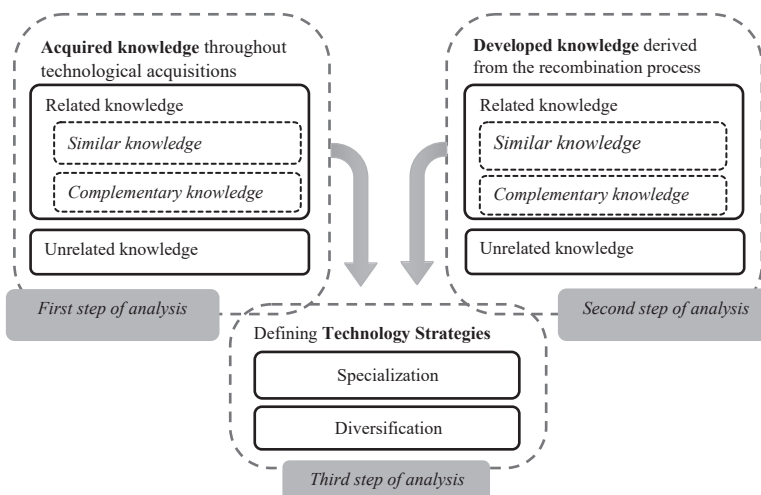 Acquired knowledge throughout
technological acquisitions
Related knowledge
Similar knowledge
Complementary knowledge
Unrelated knowledge
First step of analysis
Developed knowledge derived
from the recombination process
Related knowledge
Similar knowledge
Complementary knowledge
Unrelated knowledge
Second step of analysis
Defining Technology Strategies
Specialization
Diversification
Third step of analysis